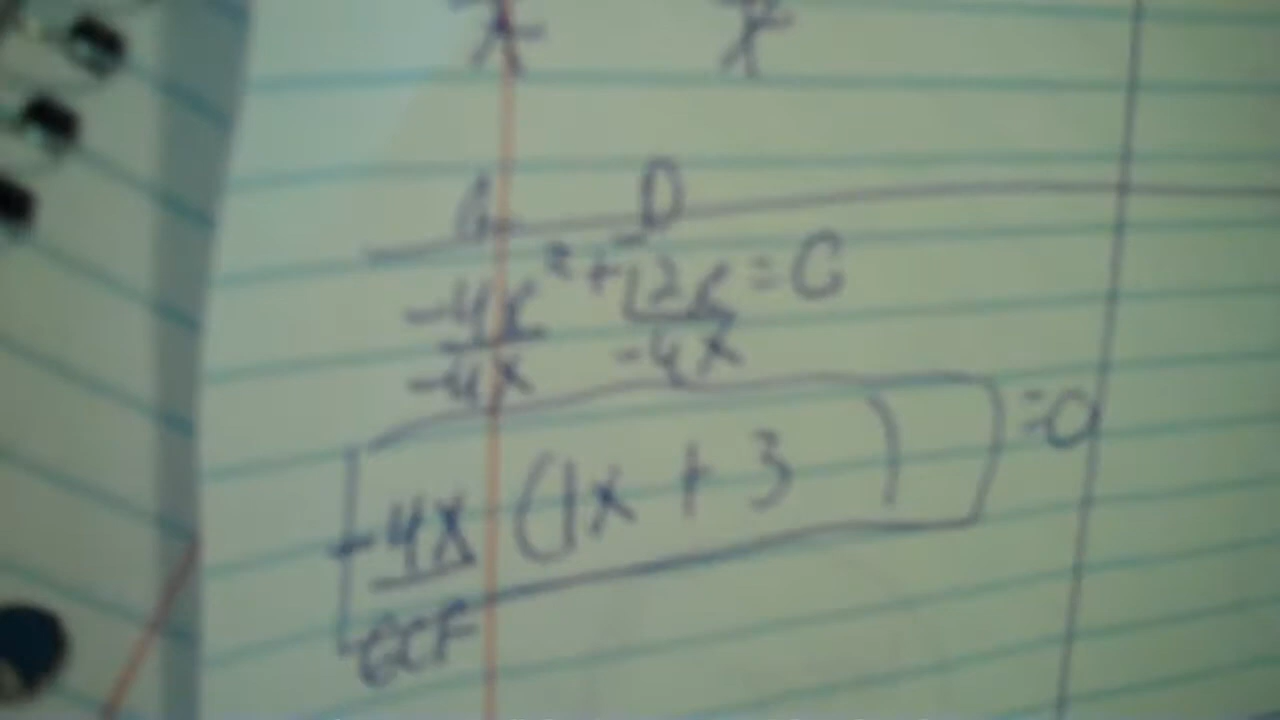 x x
D
-4x² + -12x = 0
-4x -4x
-4x (1x + 3 ) = 0
GCF